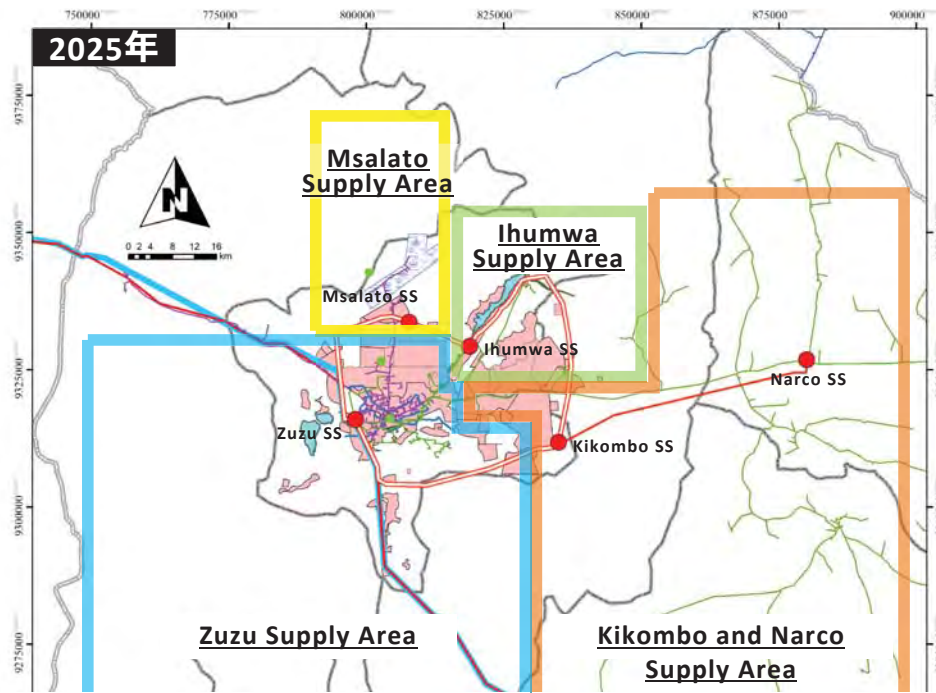 750000 775000 800000 825000 850000 875000 900000
2025年
9375000
Msalato
Supply Area
N
9350000
Ihumwa
Supply Area
0 2 4 8 12 16
km
Msalato SS
Ihumwa SS
9325000
Narco SS
Zuzu SS
Kikombo SS
9300000
Zuzu Supply Area
Kikombo and Narco
Supply Area
9275000